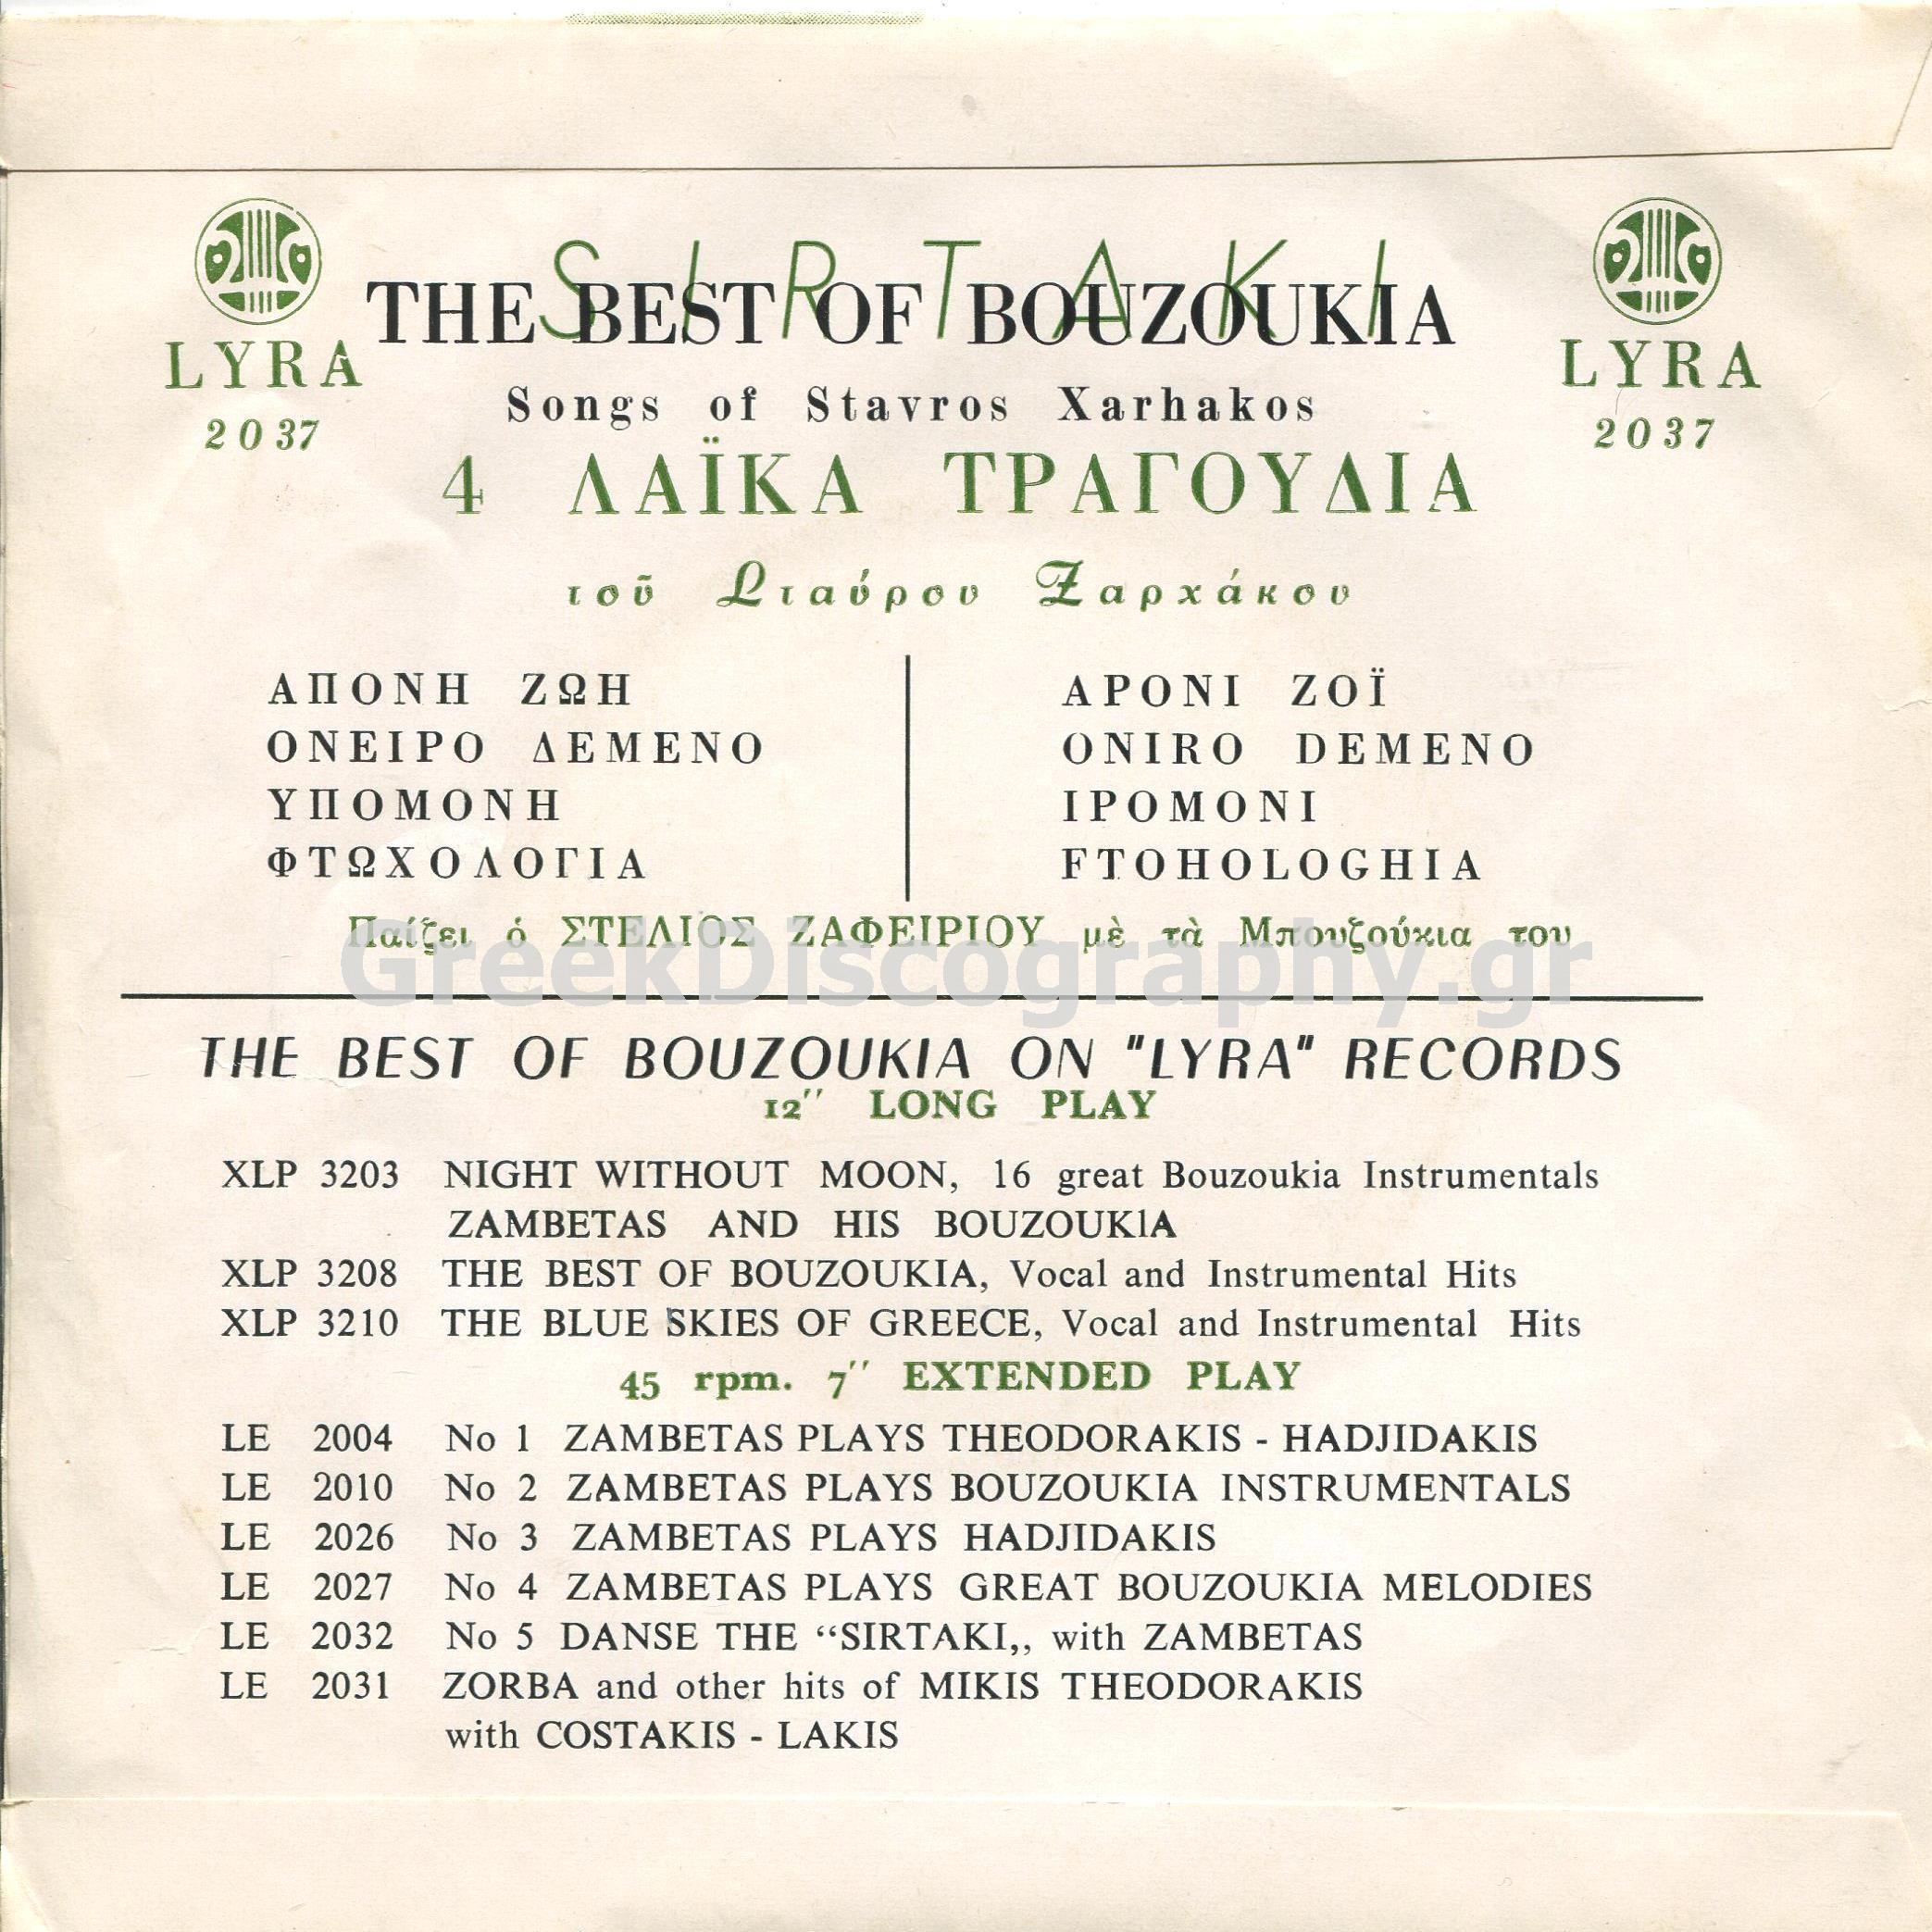 SIRTAKI
THE BEST OF BOUZOUKIA
LYRA
2037
LYRA
2037
Songs of Stavros Xarhakos
4 ΛΑΪΚΑ ΤΡΑΓΟΥΔΙΑ
τοῦ Σταύρου Ξαρχάκου
ΑΠΟΝΗ ΖΩΗ
ΟΝΕΙΡΟ ΔΕΜΕΝΟ
ΥΠΟΜΟΝΗ
ΦΤΩΧΟΛΟΓΙΑ
APONI ZOÏ
ONIRO DEMENO
IPOMONI
FTOHOLOGHIA
Παίζει ὁ ΣΤΕΛΙΟΣ ΖΑΦΕΙΡΙΟΥ μὲ τὰ Μπουζούκια του
GreekDiscography.gr
THE BEST OF BOUZOUKIA ON "LYRA" RECORDS
12'' LONG PLAY
XLP 3203 NIGHT WITHOUT MOON, 16 great Bouzoukia Instrumentals
ZAMBETAS AND HIS BOUZOUKIA
XLP 3208 THE BEST OF BOUZOUKIA, Vocal and Instrumental Hits
XLP 3210 THE BLUE SKIES OF GREECE, Vocal and Instrumental Hits
45 rpm. 7'' EXTENDED PLAY
LE 2004 No 1 ZAMBETAS PLAYS THEODORAKIS - HADJIDAKIS
LE 2010 No 2 ZAMBETAS PLAYS BOUZOUKIA INSTRUMENTALS
LE 2026 No 3 ZAMBETAS PLAYS HADJIDAKIS
LE 2027 No 4 ZAMBETAS PLAYS GREAT BOUZOUKIA MELODIES
LE 2032 No 5 DANSE THE “SIRTAKI,, with ZAMBETAS
LE 2031 ZORBA and other hits of MIKIS THEODORAKIS
with COSTAKIS - LAKIS